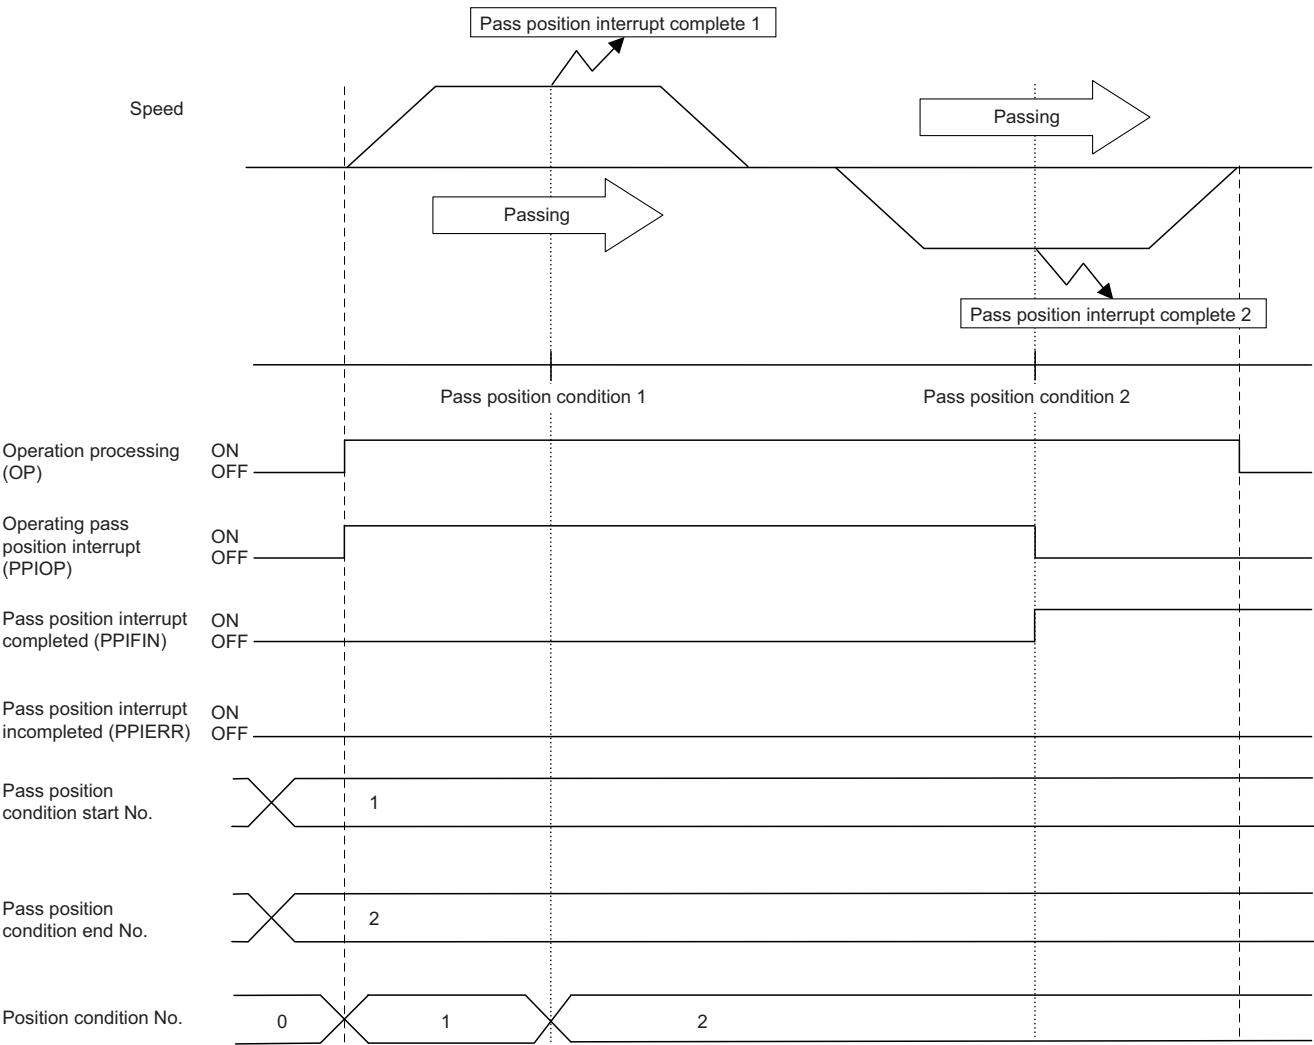 Pass position interrupt complete 1
Speed
Passing
Passing
Pass position interrupt complete 2
Pass position condition 1
Pass position condition 2
Operation processing
(OP)
ON
OFF
Operating pass
position interrupt
(PPIOP)
ON
OFF
Pass position interrupt
completed (PPIFIN)
ON
OFF
Pass position interrupt
incompleted (PPIERR)
ON
OFF
Pass position
condition start No.
1
Pass position
condition end No.
2
Position condition No.
0
1
2